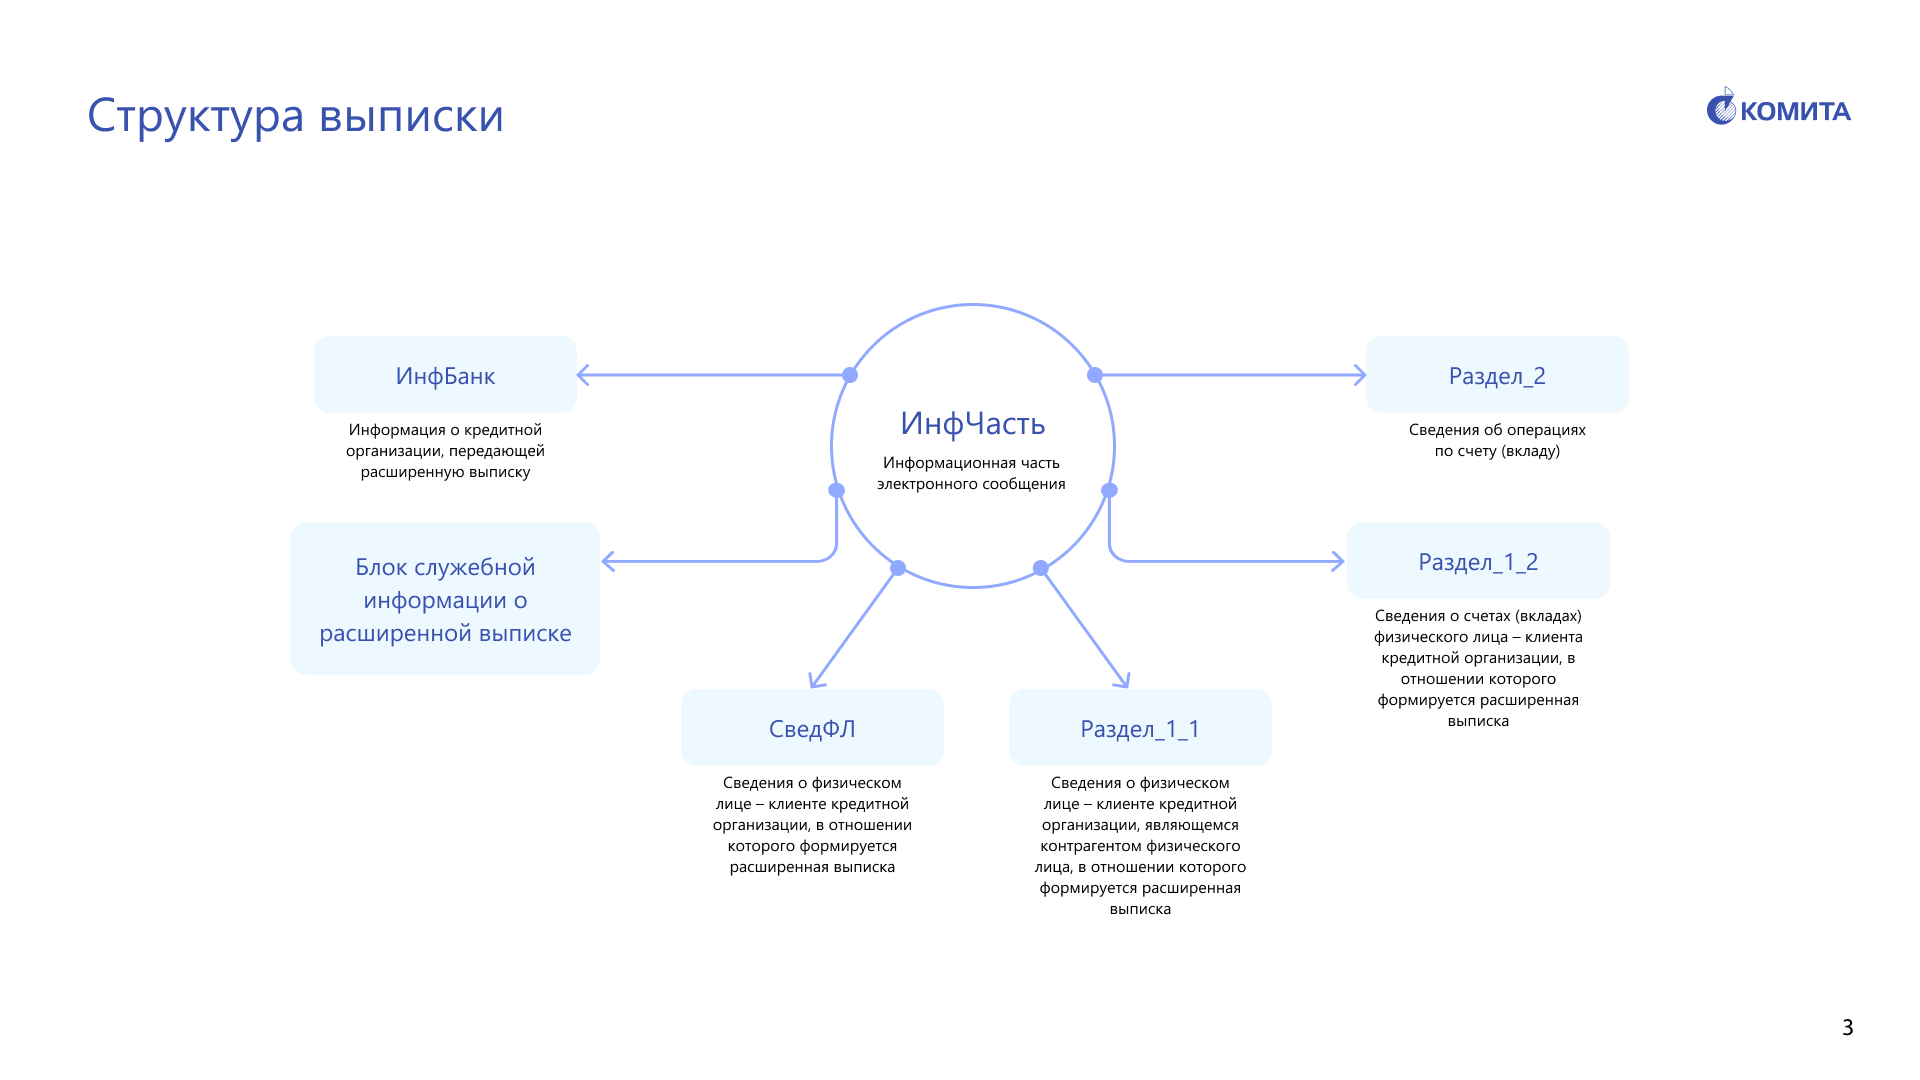 Структура выписки
КОМИТА
ИнфЧасть
Информационная часть
электронного сообщения
ИнфБанк
Информация о кредитной
организации, передающей
расширенную выписку
Блок служебной
информации о
расширенной выписке
СведФЛ
Сведения о физическом
лице – клиенте кредитной
организации, в отношении
которого формируется
расширенная выписка
Раздел_1_1
Сведения о физическом
лице – клиенте кредитной
организации, являющемся
контрагентом физического
лица, в отношении которого
формируется расширенная
выписка
Раздел_1_2
Сведения о счетах (вкладах)
физического лица – клиента
кредитной организации, в
отношении которого
формируется расширенная
выписка
Раздел_2
Сведения об операциях
по счету (вкладу)
3